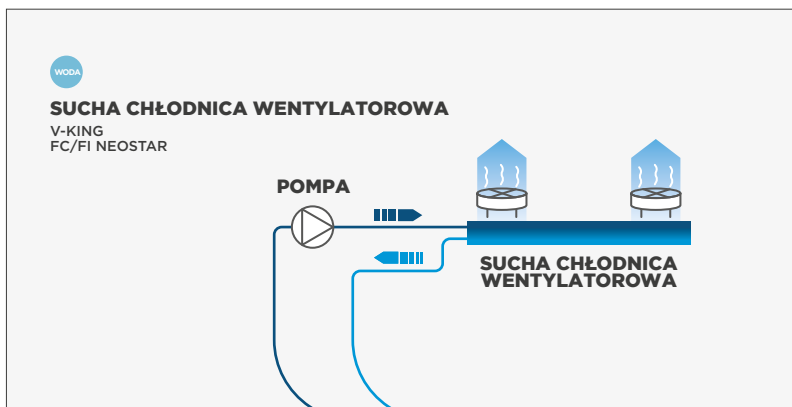 WODA
SUCHA CHŁODNICA WENTYLATOROWA
V-KING
FC/FI NEOSTAR
POMPA
SUCHA CHŁODNICA
WENTYLATOROWA